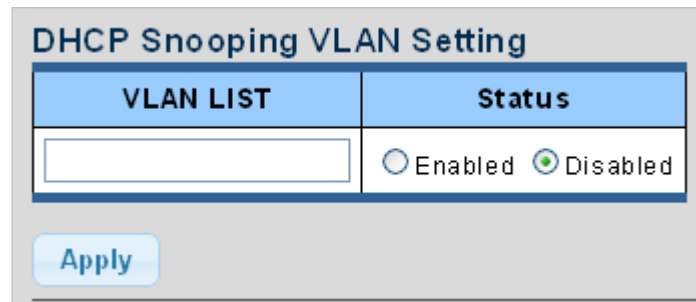 DHCP Snooping VLAN Setting
VLAN LIST Status
Enabled Disabled
Apply